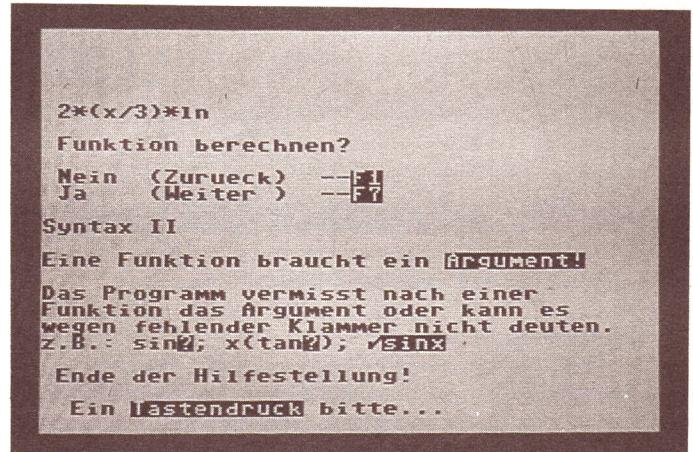 2*(x/3)*ln
Funktion berechnen?
Nein (Zurueck) --F1
Ja (Weiter ) --F7
Syntax II
Eine Funktion braucht ein Argument!
Das Programm vermisst nach einer
Funktion das Argument oder kann es
wegen fehlender Klammer nicht deuten.
z.B.: sin?; x(tan?); √sinx
Ende der Hilfestellung!
Ein Tastendruck bitte...